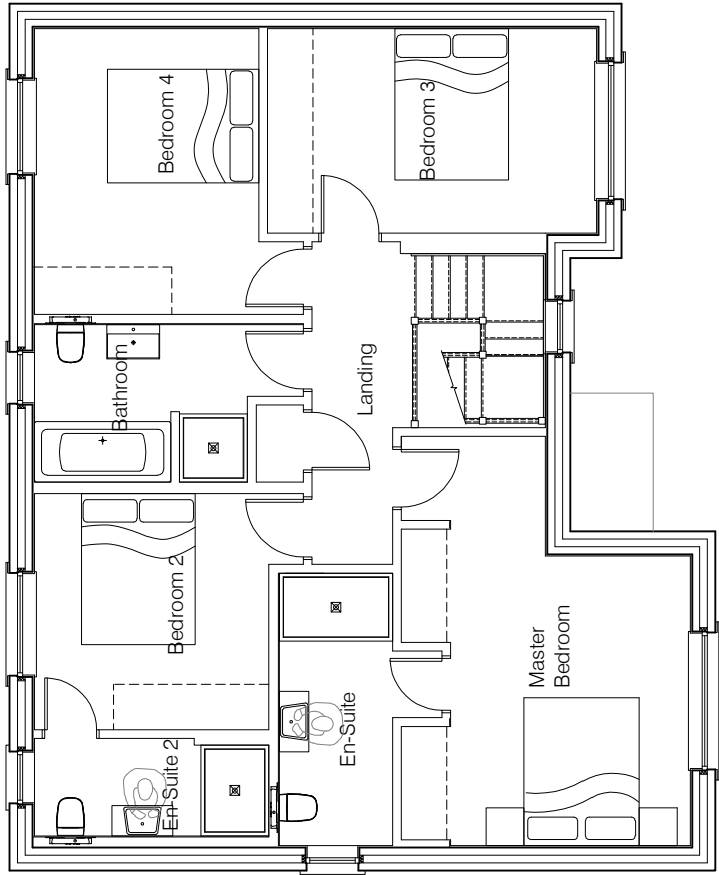 Bedroom 4
Bedroom 3
Bathroom
Landing
Bedroom 2
Master
Bedroom
En-Suite
En-Suite 2